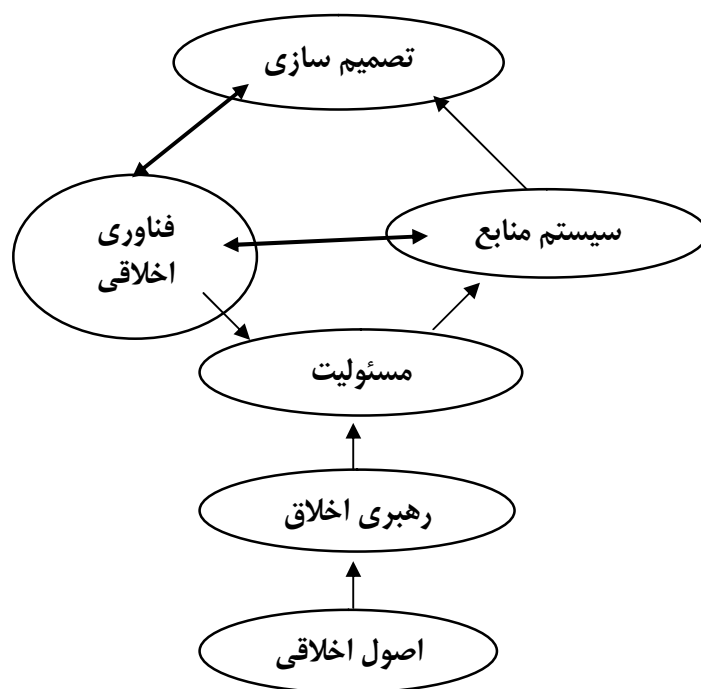 تصمیم سازی
فناوری
اخلاقی
سیستم منابع
مسئولیت
رهبری اخلاق
اصول اخلاقی